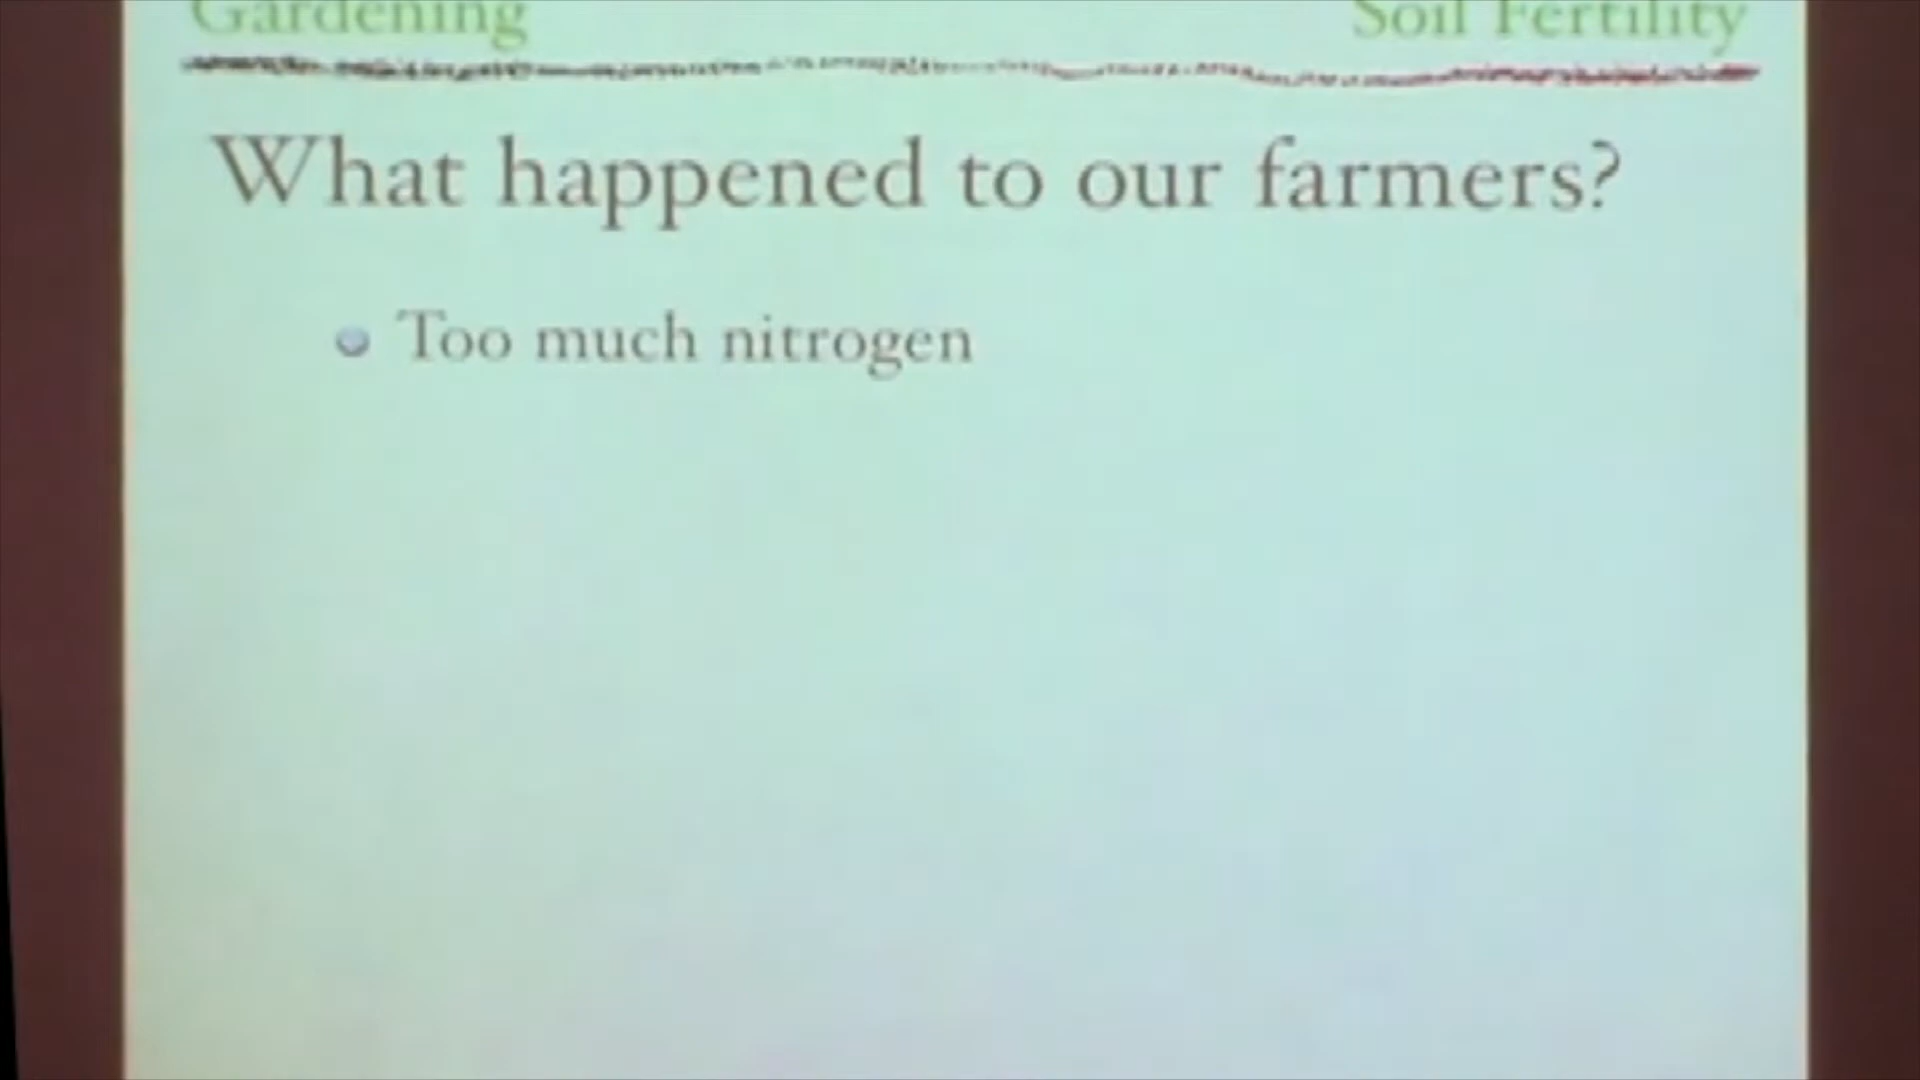 Gardening Soil Fertility
What happened to our farmers?
Too much nitrogen